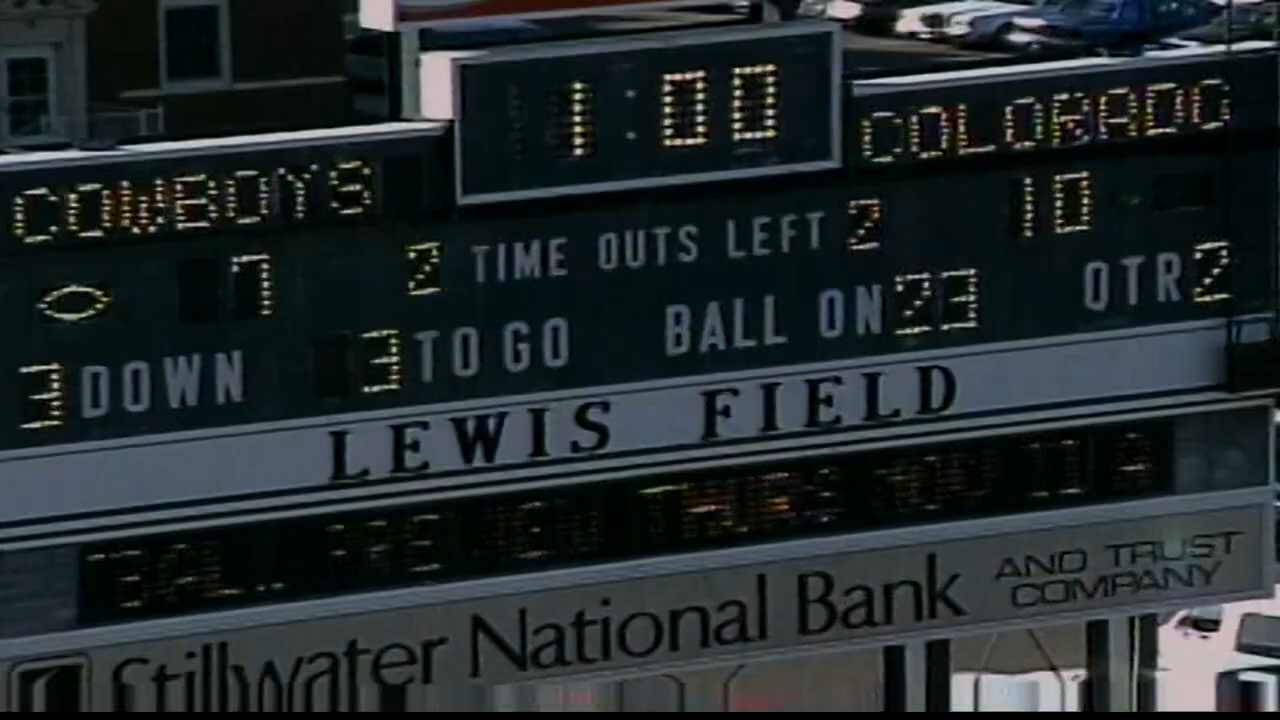 1:00
COWBOYS COLORADO
7 2 TIME OUTS LEFT 2 10
3 DOWN 3 TO GO BALL ON 23 QTR 2
LEWIS FIELD
Stillwater National Bank AND TRUST COMPANY